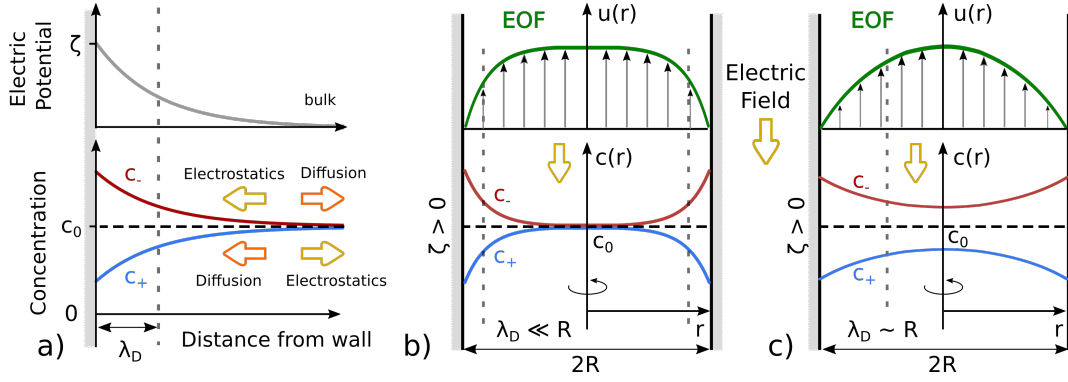 Electric
Potential
ζ
bulk
Concentration
c-
c0
c+
0
Electrostatics
Diffusion
Diffusion
Electrostatics
λD
Distance from wall
a)
EOF
u(r)
c(r)
c-
c0
c+
ζ > 0
λD ≪ R
r
2R
b)
Electric
Field
EOF
u(r)
c(r)
c-
c0
c+
ζ > 0
λD ~ R
r
2R
c)